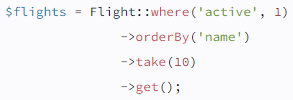 $flights = Flight::where('active', 1)
->orderBy('name')
->take(10)
->get();